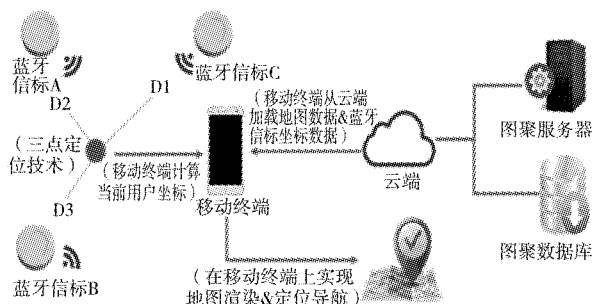 蓝牙
信标A
D2
D1
蓝牙信标C
（三点定
位技术）
D3
蓝牙信标B
（移动终端计算
当前用户坐标）
移动终端
（移动终端从云端
加载地图数据&蓝牙
信标坐标数据）
云端
图聚服务器
图聚数据库
（在移动终端上实现
地图渲染&定位导航）